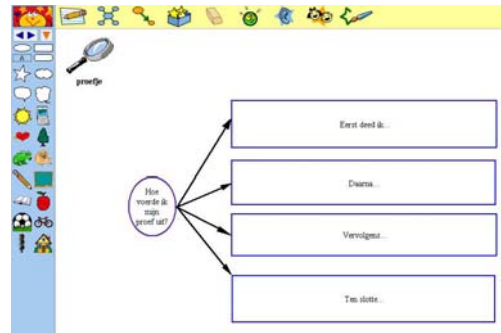 proefje
Eerst deed ik...
Daarna...
Hoe
voerde ik
mijn
proef uit?
Vervolgens...
Ten slotte...
A